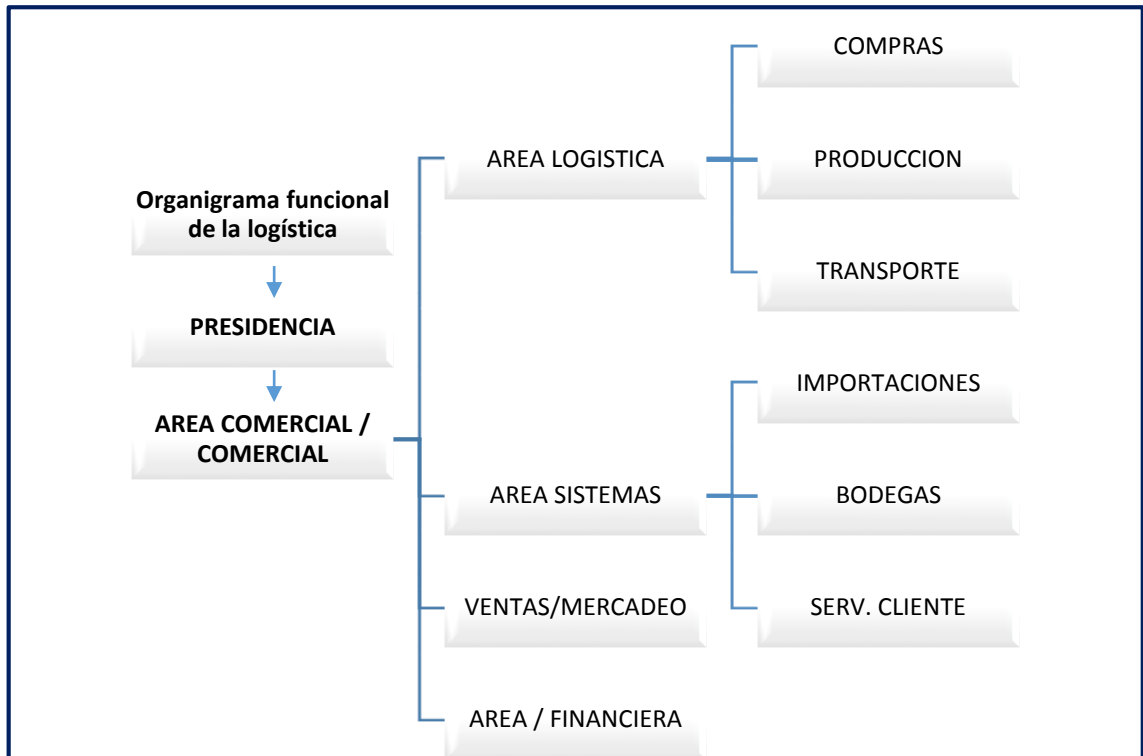 Organigrama funcional
de la logística
PRESIDENCIA
AREA COMERCIAL /
COMERCIAL
AREA LOGISTICA
COMPRAS
PRODUCCION
TRANSPORTE
AREA SISTEMAS
IMPORTACIONES
BODEGAS
SERV. CLIENTE
VENTAS/MERCADEO
AREA / FINANCIERA